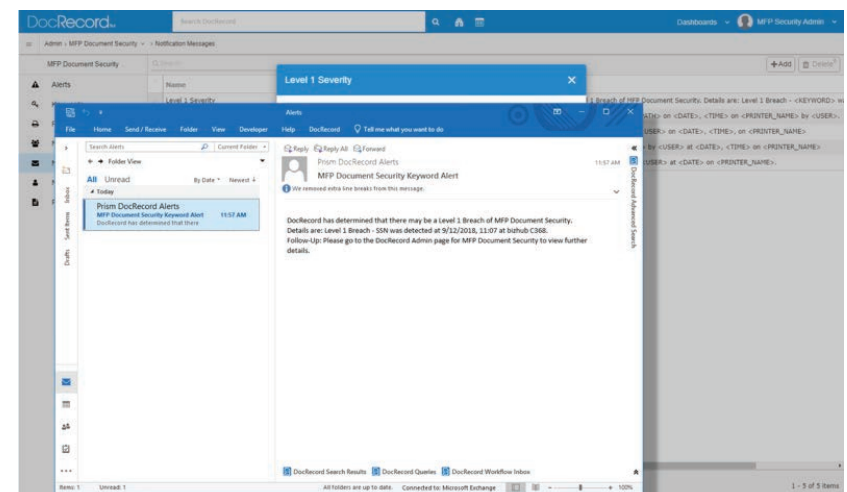 DocRecord
Search DocRecord
Dashboards
MFP Security Admin
Admin › MFP Document Security
› Notification Messages
MFP Document Security
+Add
Delete
Alerts
Name
Level 1 Severity
Level 1 Severity
1 Breach of MFP Document Security. Details are: Level 1 Breach - <KEYWORD>
on <DATE>, <TIME> on <PRINTER_NAME> by <USER>.
<USER> on <DATE>, <TIME>, on <PRINTER_NAME>
by <USER> at <DATE>, <TIME> on <PRINTER_NAME>
<USER> at <DATE> on <PRINTER_NAME>.
Alerts
File Home Send / Receive Folder View Developer Help DocRecord Tell me what you want to do
Search Alerts
Current Folder
Folder View
All Unread
By Date Newest
Today
Prism DocRecord Alerts
MFP Document Security Keyword Alert 11:57 AM
DocRecord has determined that there
Inbox
Sent Items
Drafts
Reply Reply All Forward
Prism DocRecord Alerts
11:57 AM
MFP Document Security Keyword Alert
We removed extra line breaks from this message.
DocRecord has determined that there may be a Level 1 Breach of MFP Document Security.
Details are: Level 1 Breach - SSN was detected at 9/12/2018, 11:07 at bizhub C368.
Follow-Up: Please go to the DocRecord Admin page for MFP Document Security to view further
details.
DocRecord Advanced Search
DocRecord Search Results DocRecord Queries DocRecord Workflow Inbox
Items: 1 Unread: 1
All folders are up to date. Connected to: Microsoft Exchange
100%
1 - 5 of 5 items